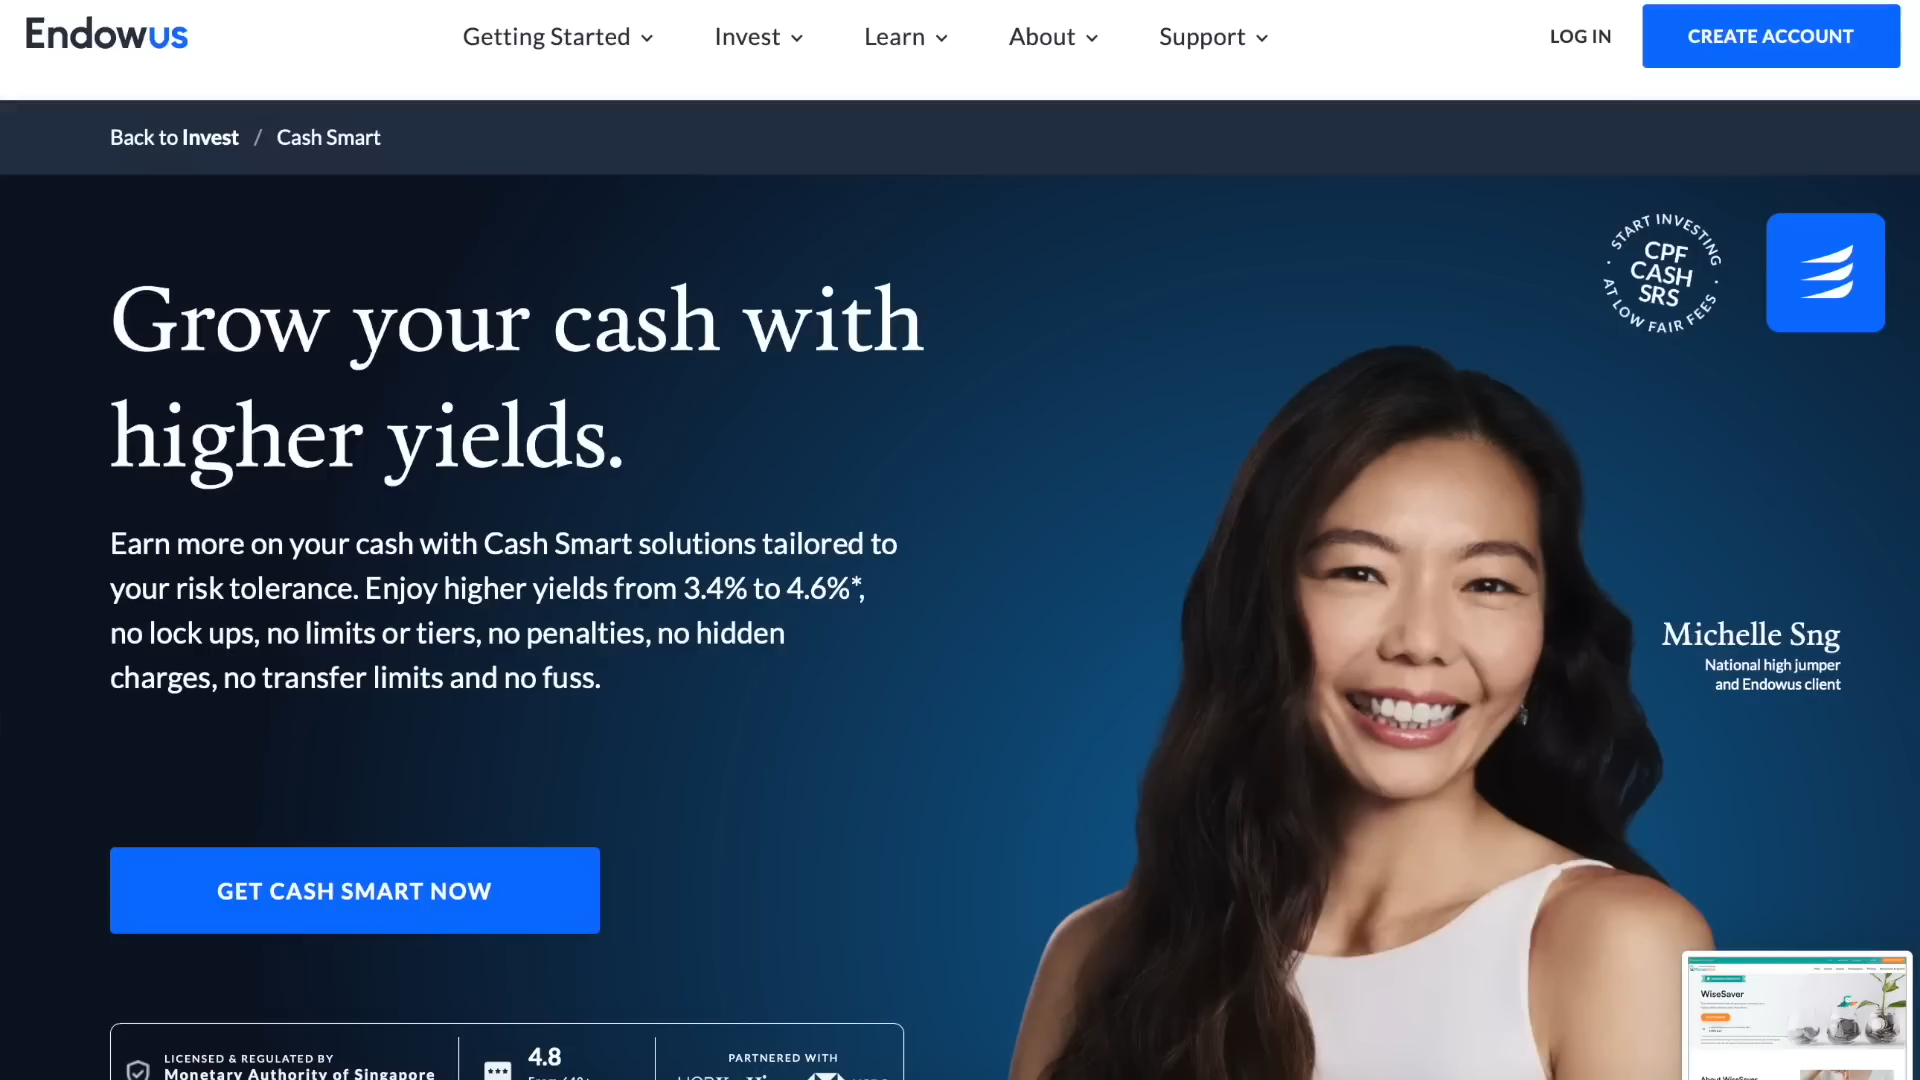 Endowus
Getting Started
Invest
Learn
About
Support
LOG IN
CREATE ACCOUNT
Back to Invest / Cash Smart
START INVESTING
CPF
CASH
SRS
AT LOW FAIR FEES
Grow your cash with
higher yields.
Earn more on your cash with Cash Smart solutions tailored to
your risk tolerance. Enjoy higher yields from 3.4% to 4.6%*,
no lock ups, no limits or tiers, no penalties, no hidden
charges, no transfer limits and no fuss.
Michelle Sng
National high jumper
and Endowus client
GET CASH SMART NOW
LICENSED & REGULATED BY
Monetary Authority of Singapore
4.8
PARTNERED WITH
WiseSaver
About WiseSaver